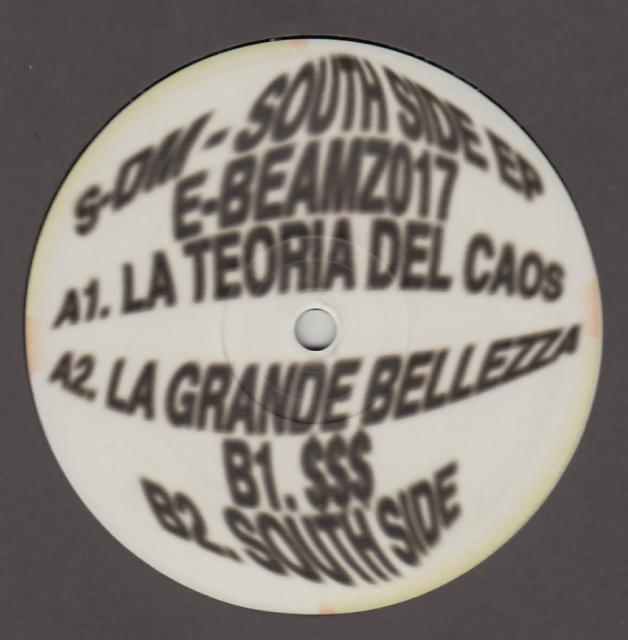 S-DM - SOUTH SIDE EP
E-BEAMZ017
A1. LA TEORIA DEL CAOS
A2. LA GRANDE BELLEZZA
B1. $$$
B2. SOUTH SIDE